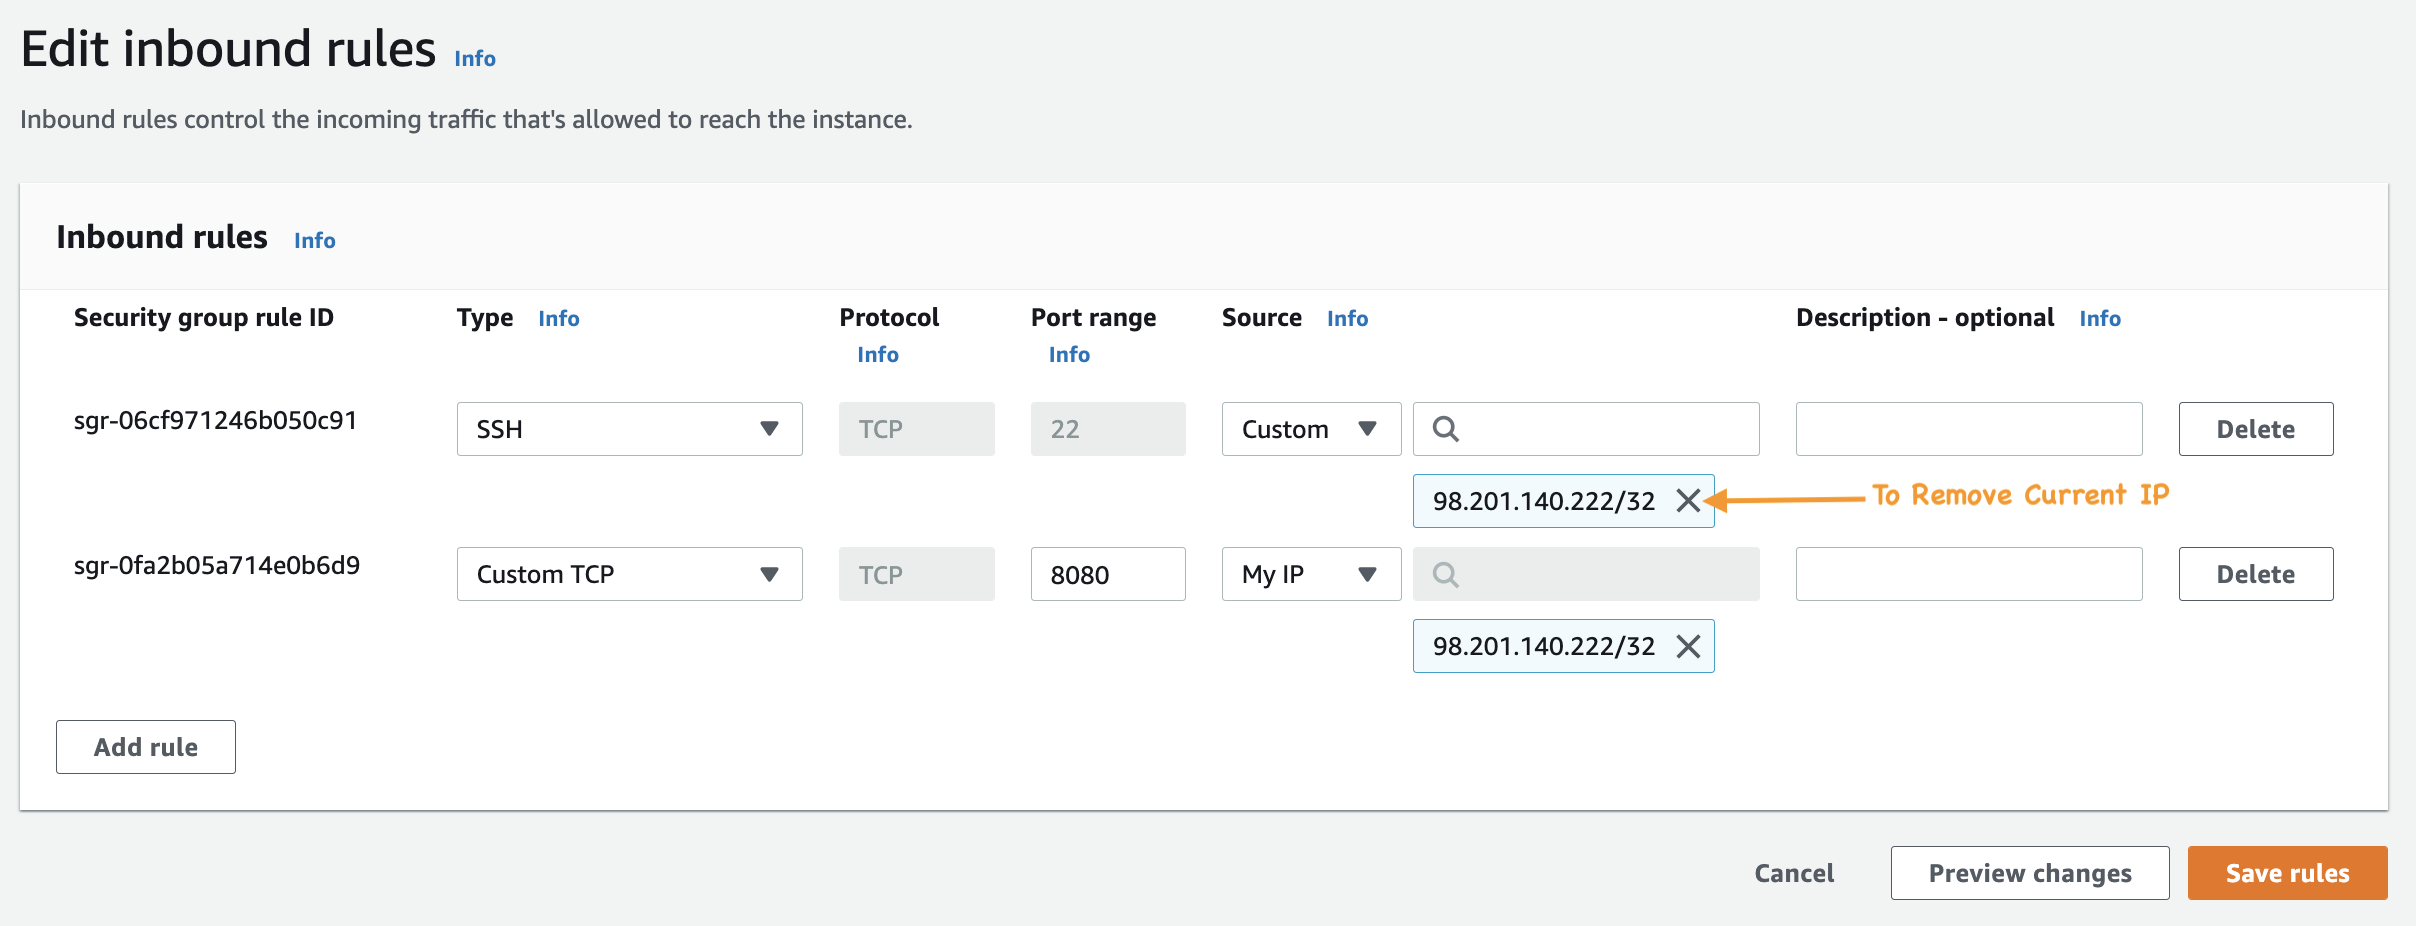 Edit inbound rules Info
Inbound rules control the incoming traffic that's allowed to reach the instance.
Inbound rules Info
Security group rule ID Type Info Protocol Info Port range Info Source Info Description - optional Info
sgr-06cf971246b050c91 SSH TCP 22 Custom Delete
98.201.140.222/32 To Remove Current IP
sgr-0fa2b05a714e0b6d9 Custom TCP TCP 8080 My IP Delete
98.201.140.222/32
Add rule
Cancel Preview changes Save rules